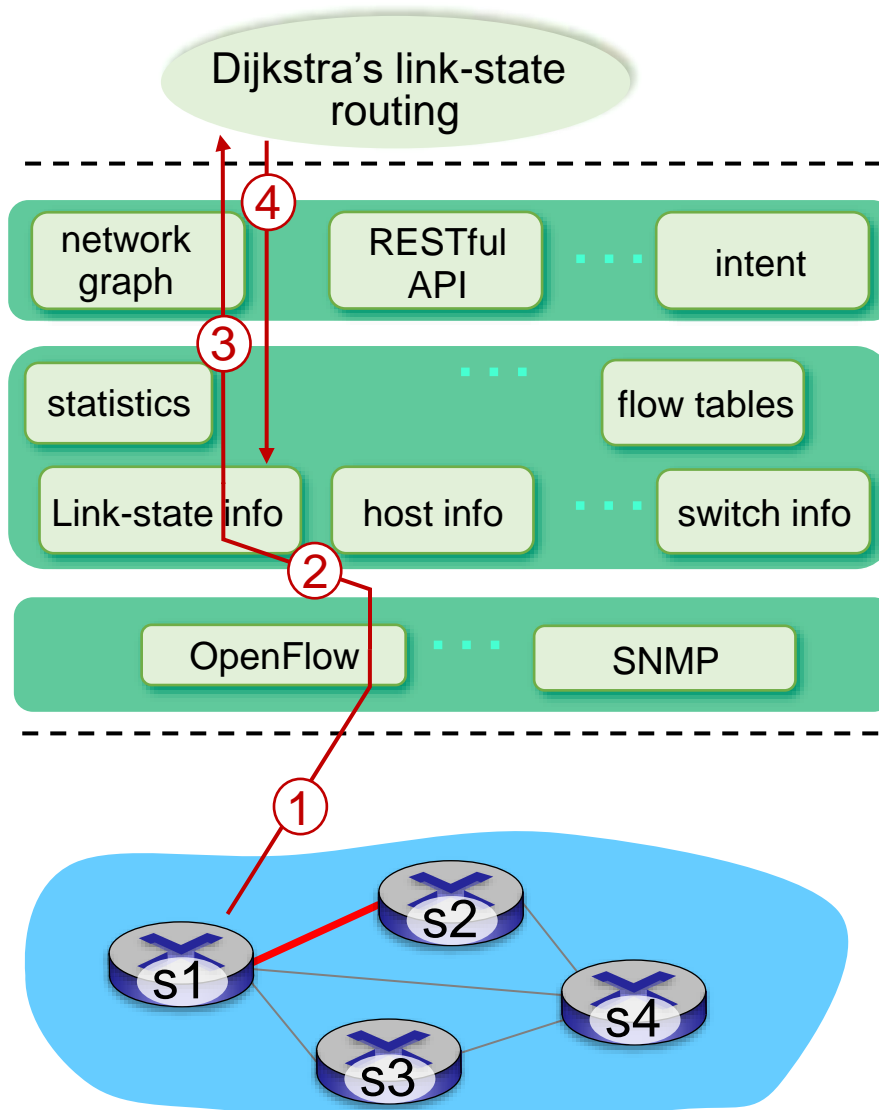 Dijkstra’s link-state
routing
4
network
graph
RESTful
API
. . .
intent
3
. . .
statistics
flow tables
Link-state info
host info
. . .
switch info
2
OpenFlow
. . .
SNMP
1
s2
s1
s4
s3